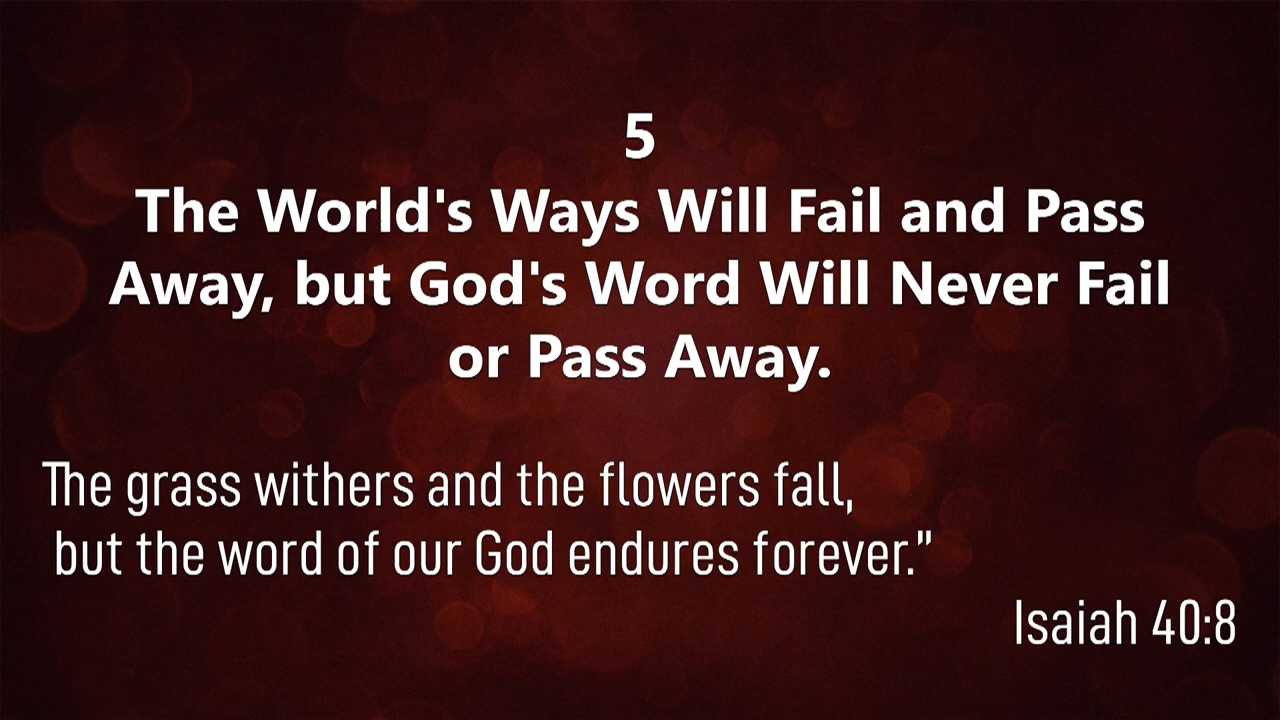 5
The World's Ways Will Fail and Pass
Away, but God's Word Will Never Fail
or Pass Away.
The grass withers and the flowers fall,
but the word of our God endures forever.”
Isaiah 40:8